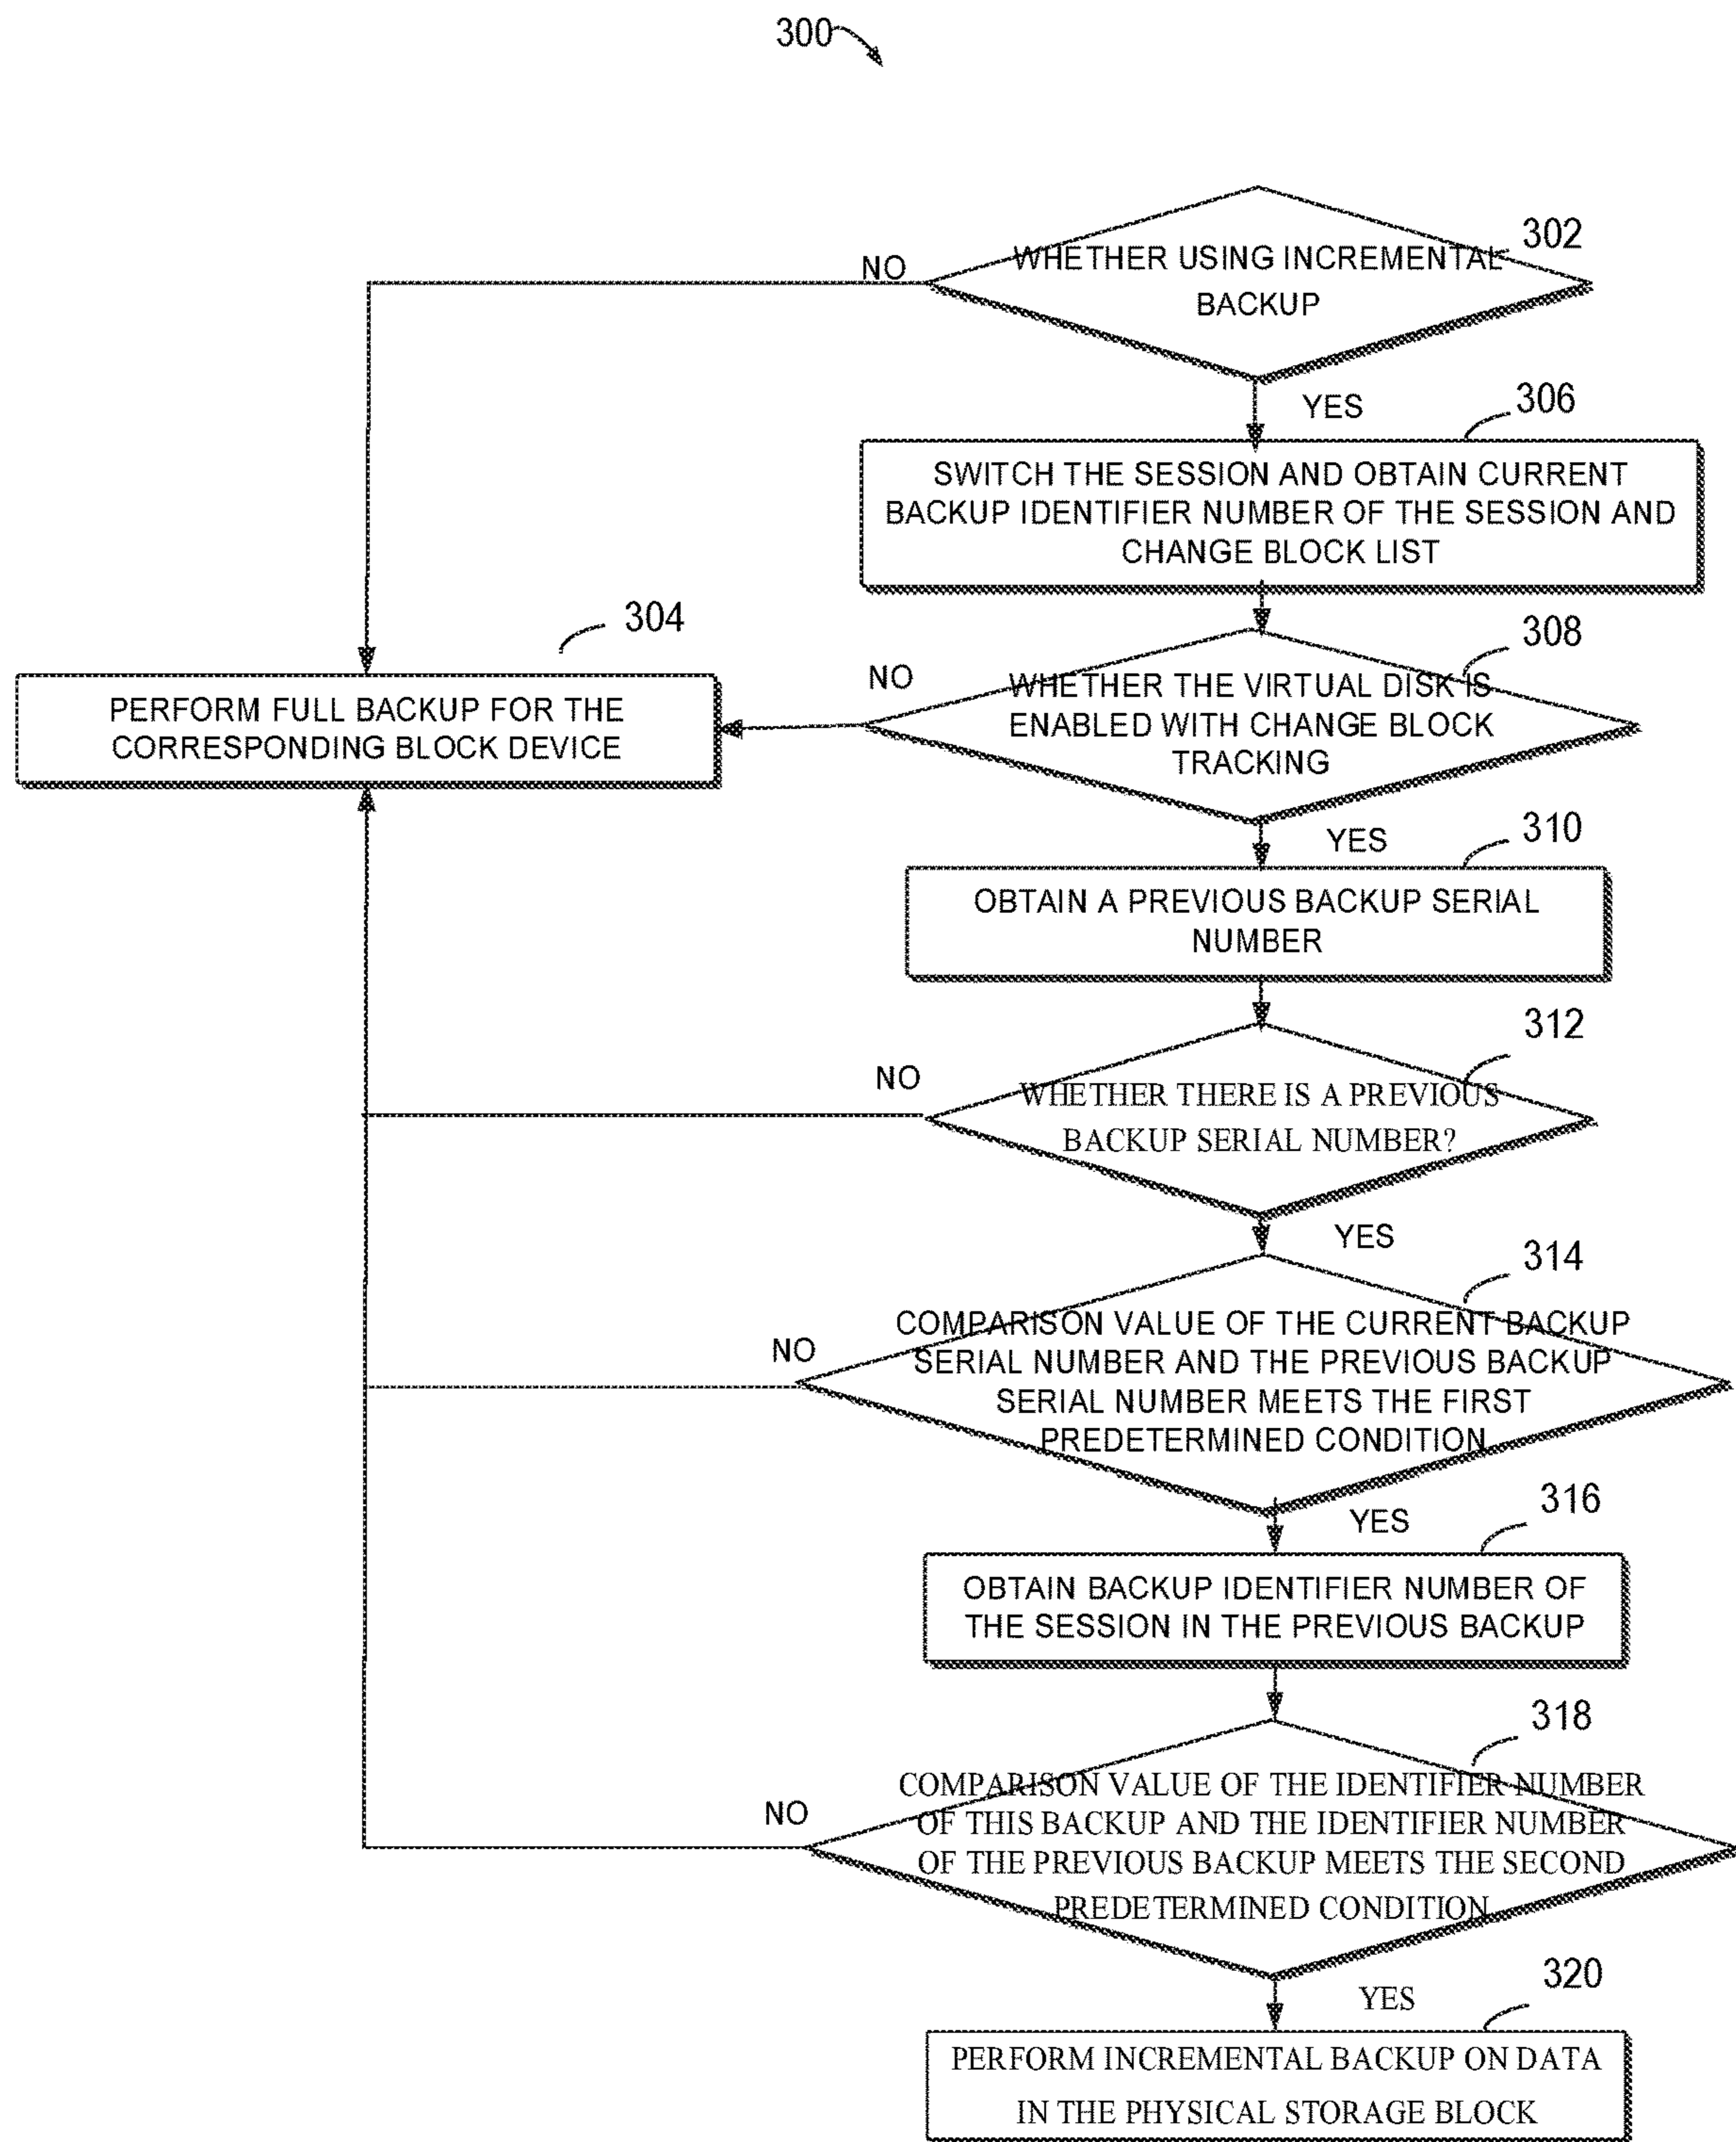 300
302
WHETHER USING INCREMENTAL
BACKUP
NO
YES
306
SWITCH THE SESSION AND OBTAIN CURRENT
BACKUP IDENTIFIER NUMBER OF THE SESSION AND
CHANGE BLOCK LIST
304
PERFORM FULL BACKUP FOR THE
CORRESPONDING BLOCK DEVICE
308
NO
WHETHER THE VIRTUAL DISK IS
ENABLED WITH CHANGE BLOCK
TRACKING
YES
310
OBTAIN A PREVIOUS BACKUP SERIAL
NUMBER
312
NO
WHETHER THERE IS A PREVIOUS
BACKUP SERIAL NUMBER?
YES
314
NO
COMPARISON VALUE OF THE CURRENT BACKUP
SERIAL NUMBER AND THE PREVIOUS BACKUP
SERIAL NUMBER MEETS THE FIRST
PREDETERMINED CONDITION
YES
316
OBTAIN BACKUP IDENTIFIER NUMBER OF
THE SESSION IN THE PREVIOUS BACKUP
318
NO
COMPARISON VALUE OF THE IDENTIFIER NUMBER
OF THIS BACKUP AND THE IDENTIFIER NUMBER
OF THE PREVIOUS BACKUP MEETS THE SECOND
PREDETERMINED CONDITION
YES
320
PERFORM INCREMENTAL BACKUP ON DATA
IN THE PHYSICAL STORAGE BLOCK